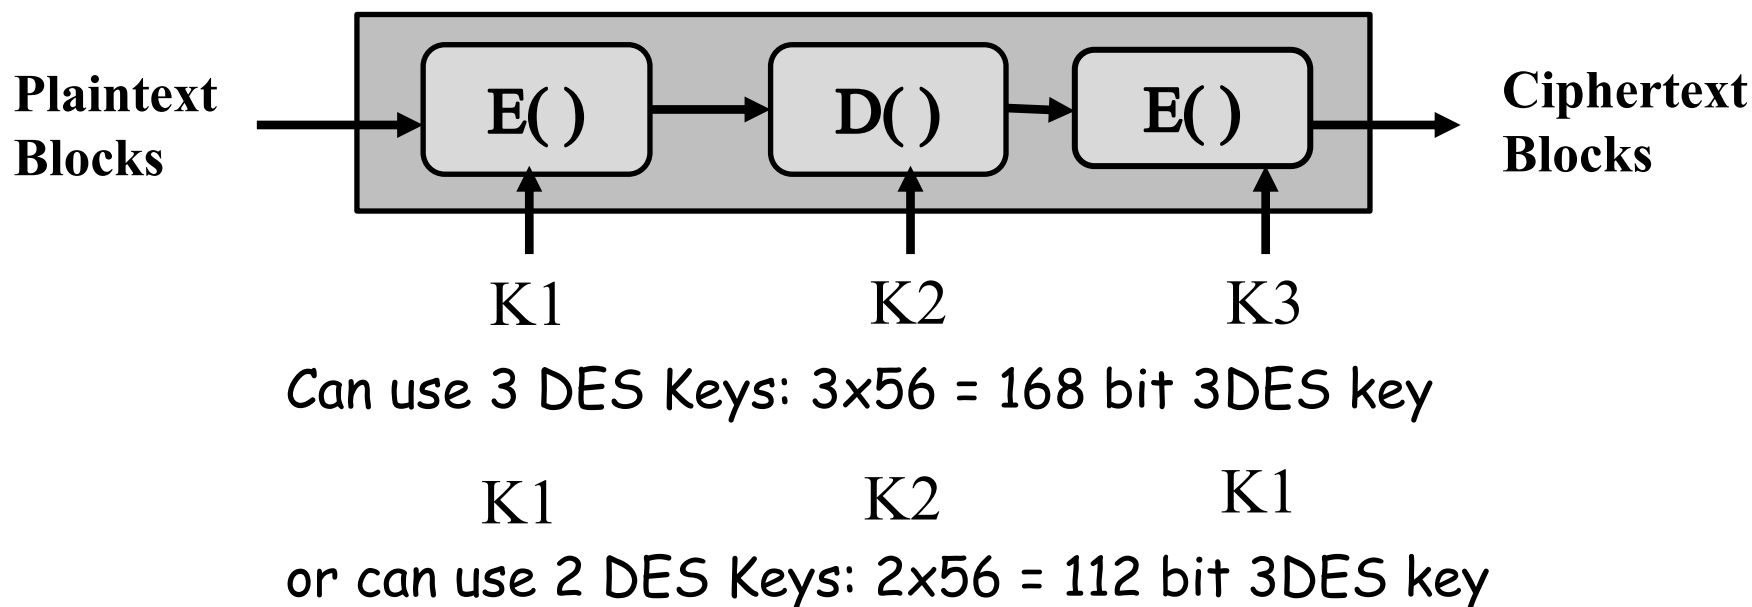 Plaintext
Blocks
E( )
D( )
E( )
Ciphertext
Blocks
K1
K2
K3
Can use 3 DES Keys: 3x56 = 168 bit 3DES key
K1
K2
K1
or can use 2 DES Keys: 2x56 = 112 bit 3DES key